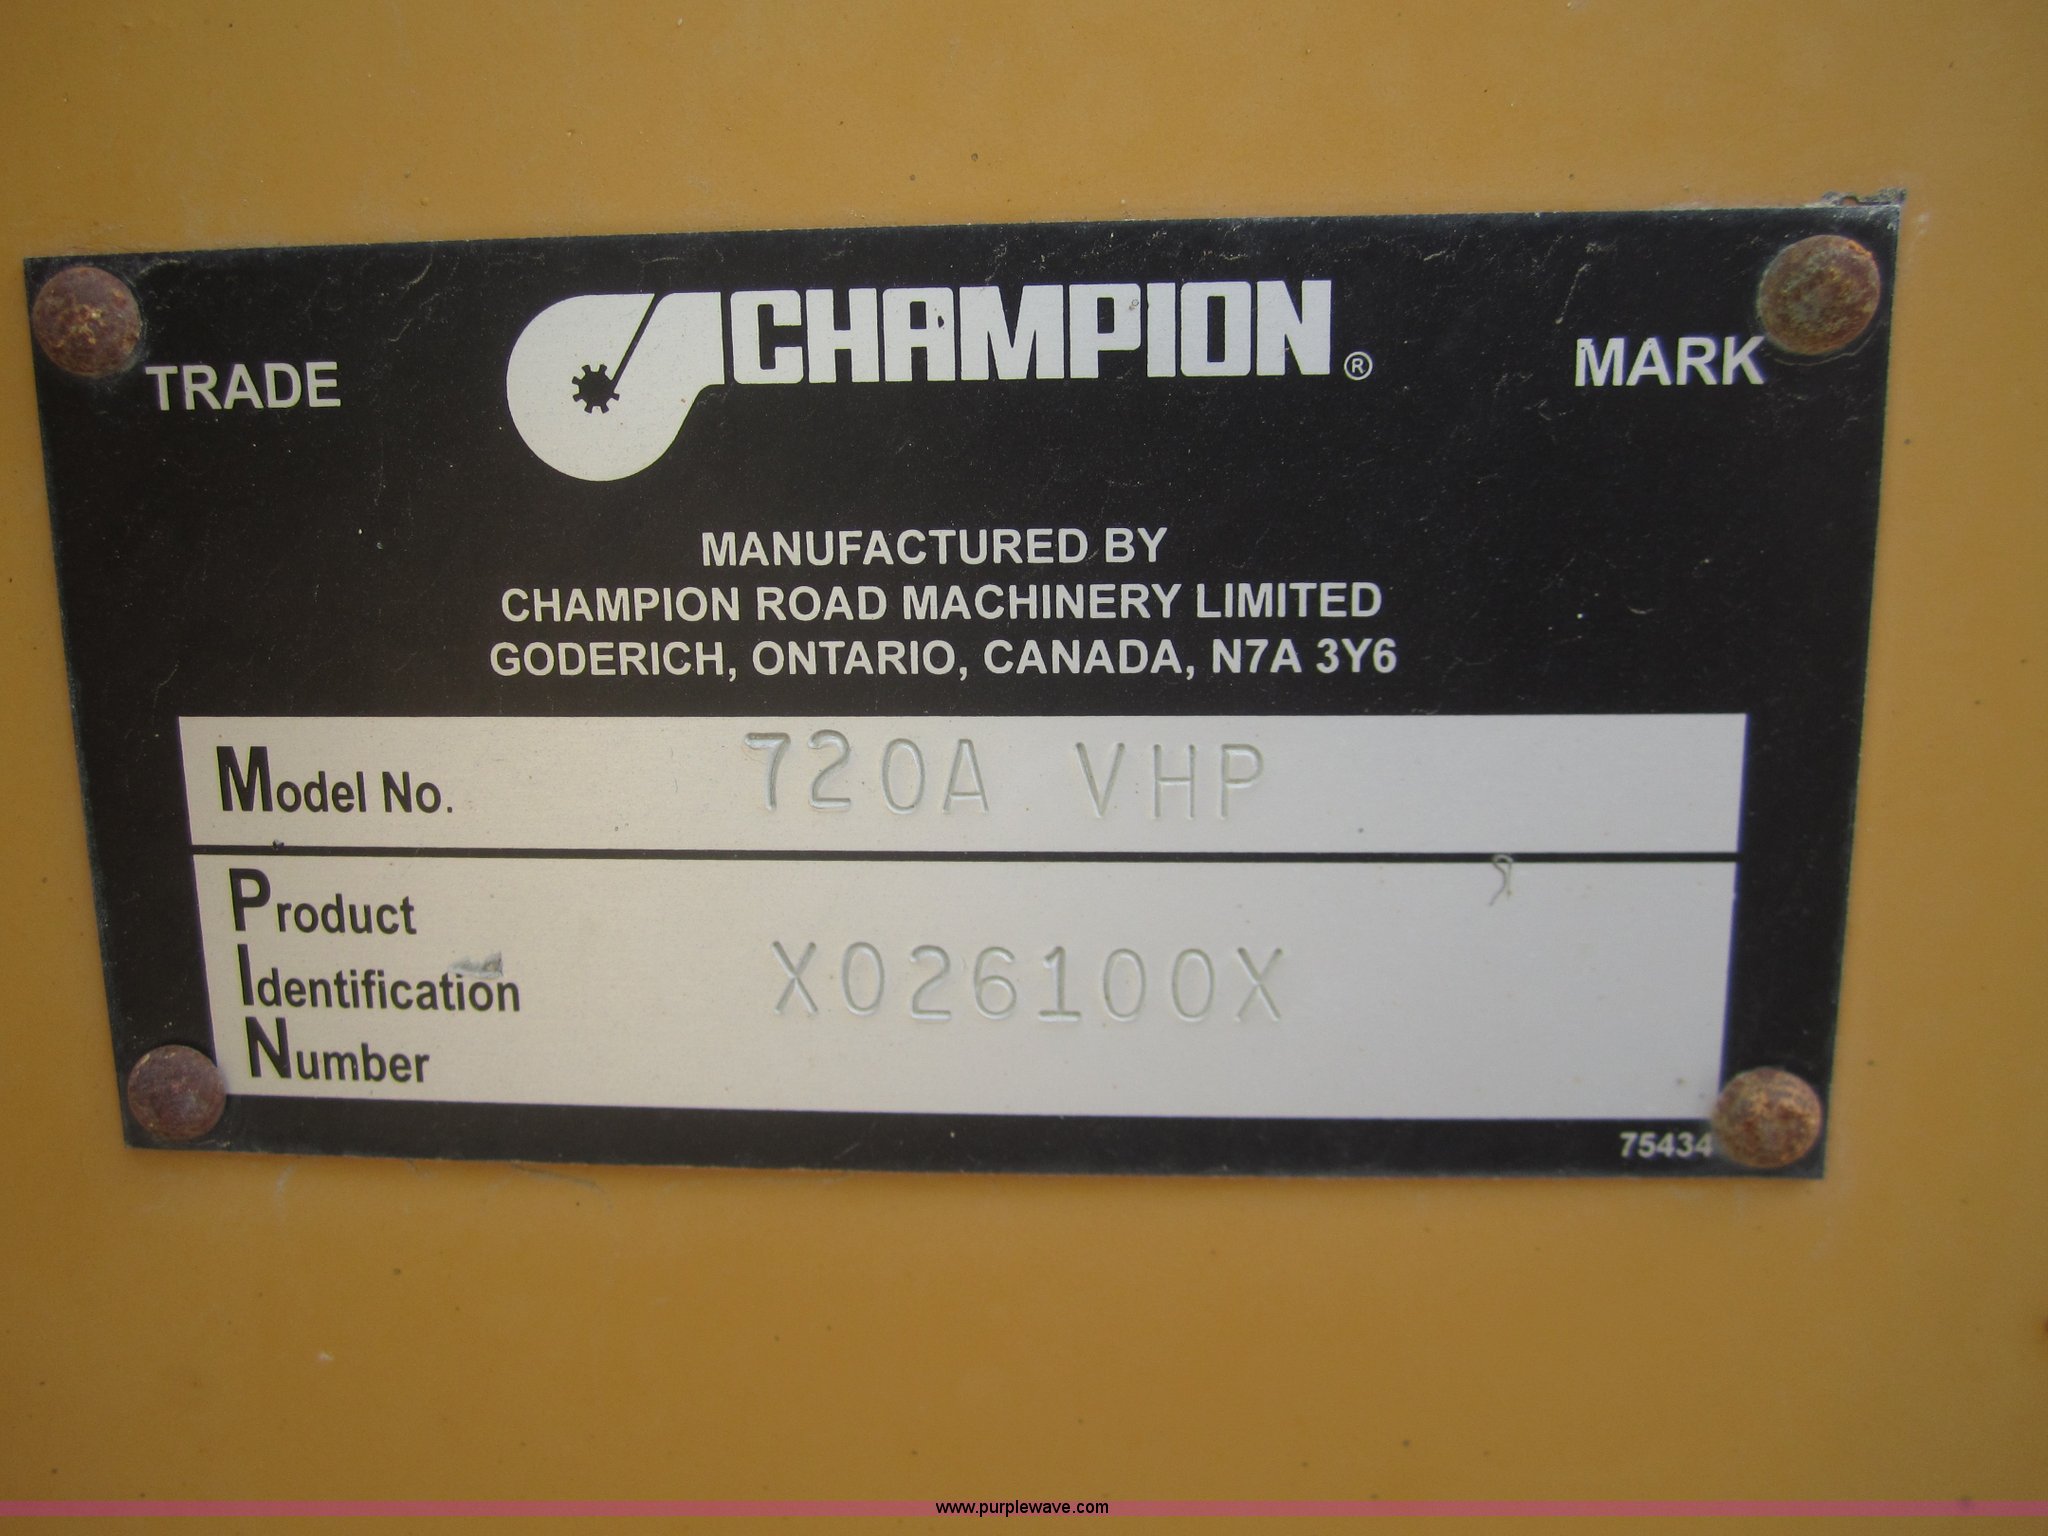 TRADE CHAMPION ® MARK
MANUFACTURED BY
CHAMPION ROAD MACHINERY LIMITED
GODERICH, ONTARIO, CANADA, N7A 3Y6
Model No. 720A VHP
Product
Identification X026100X
Number
75434
www.purplewave.com